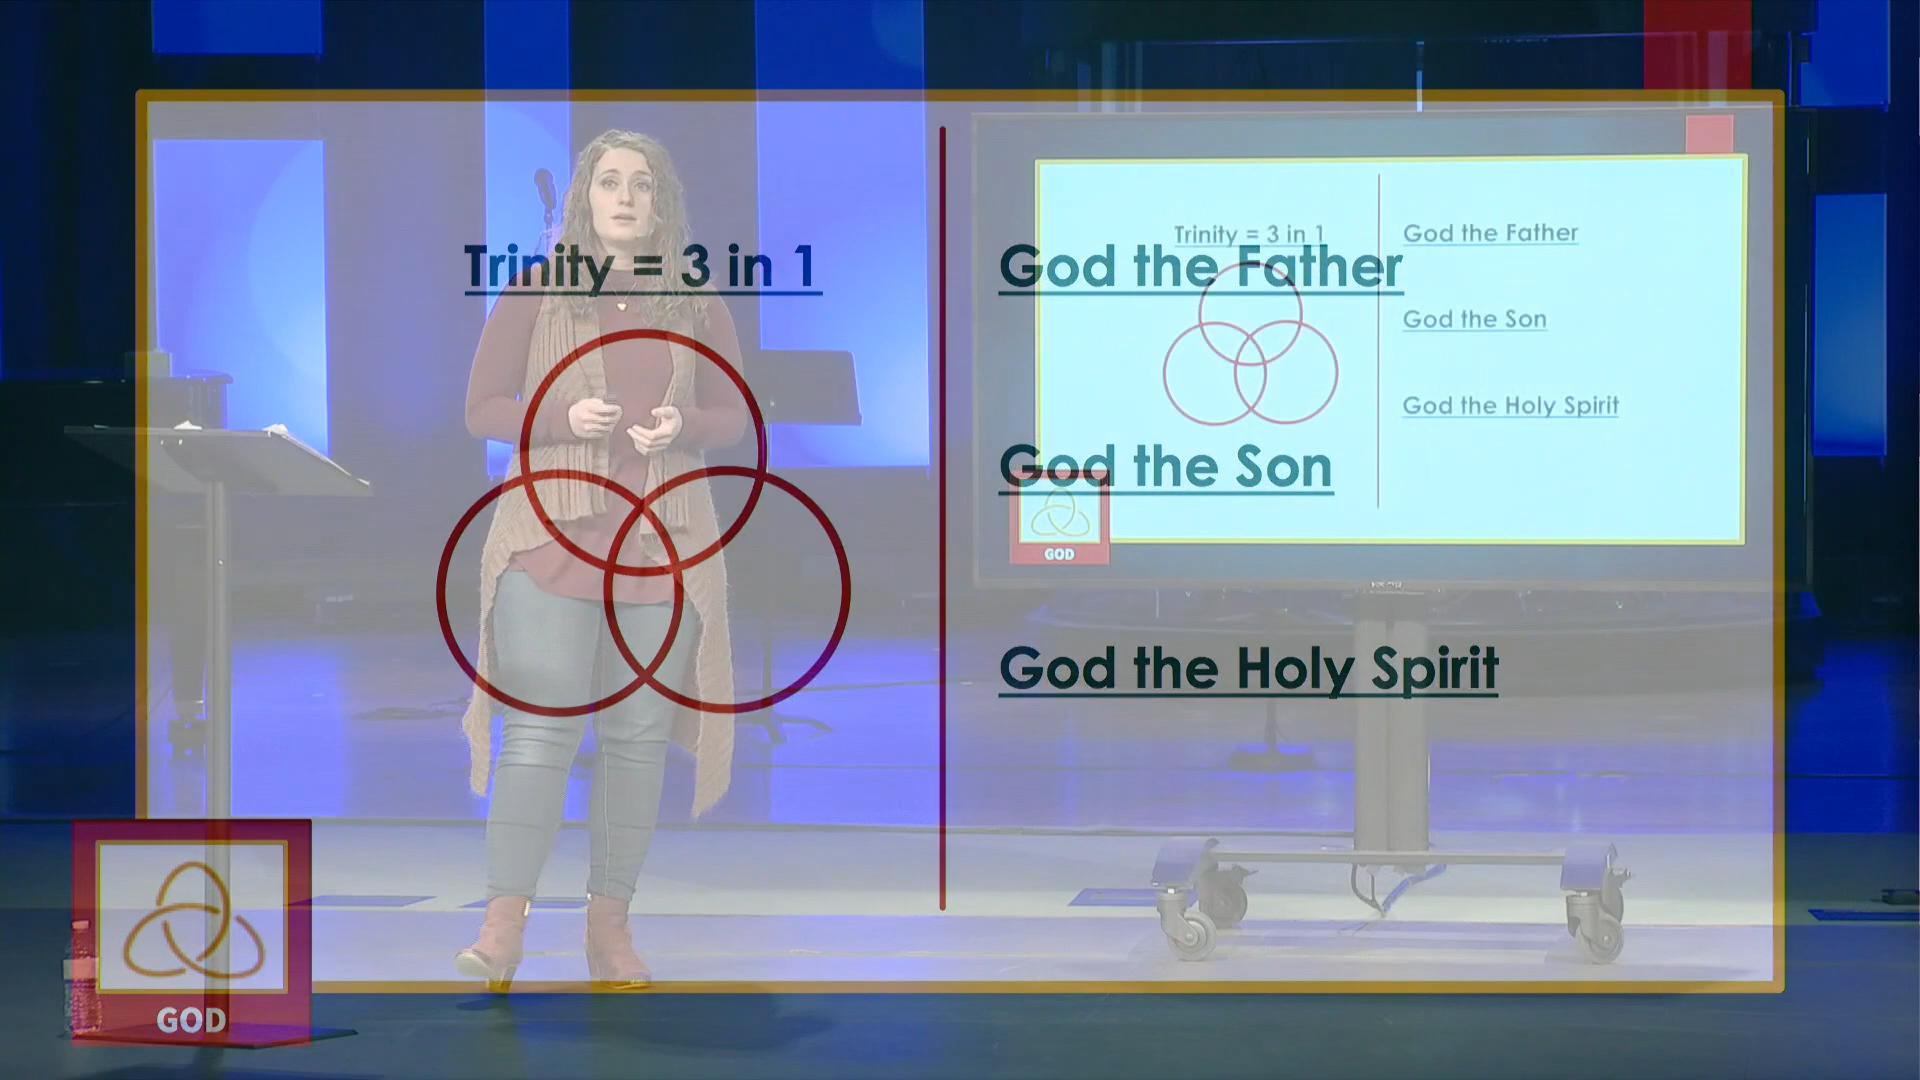 Trinity = 3 in 1
God the Father
God the Son
God the Holy Spirit
GOD
Trinity = 3 in 1
God the Father
God the Son
God the Holy Spirit
GOD